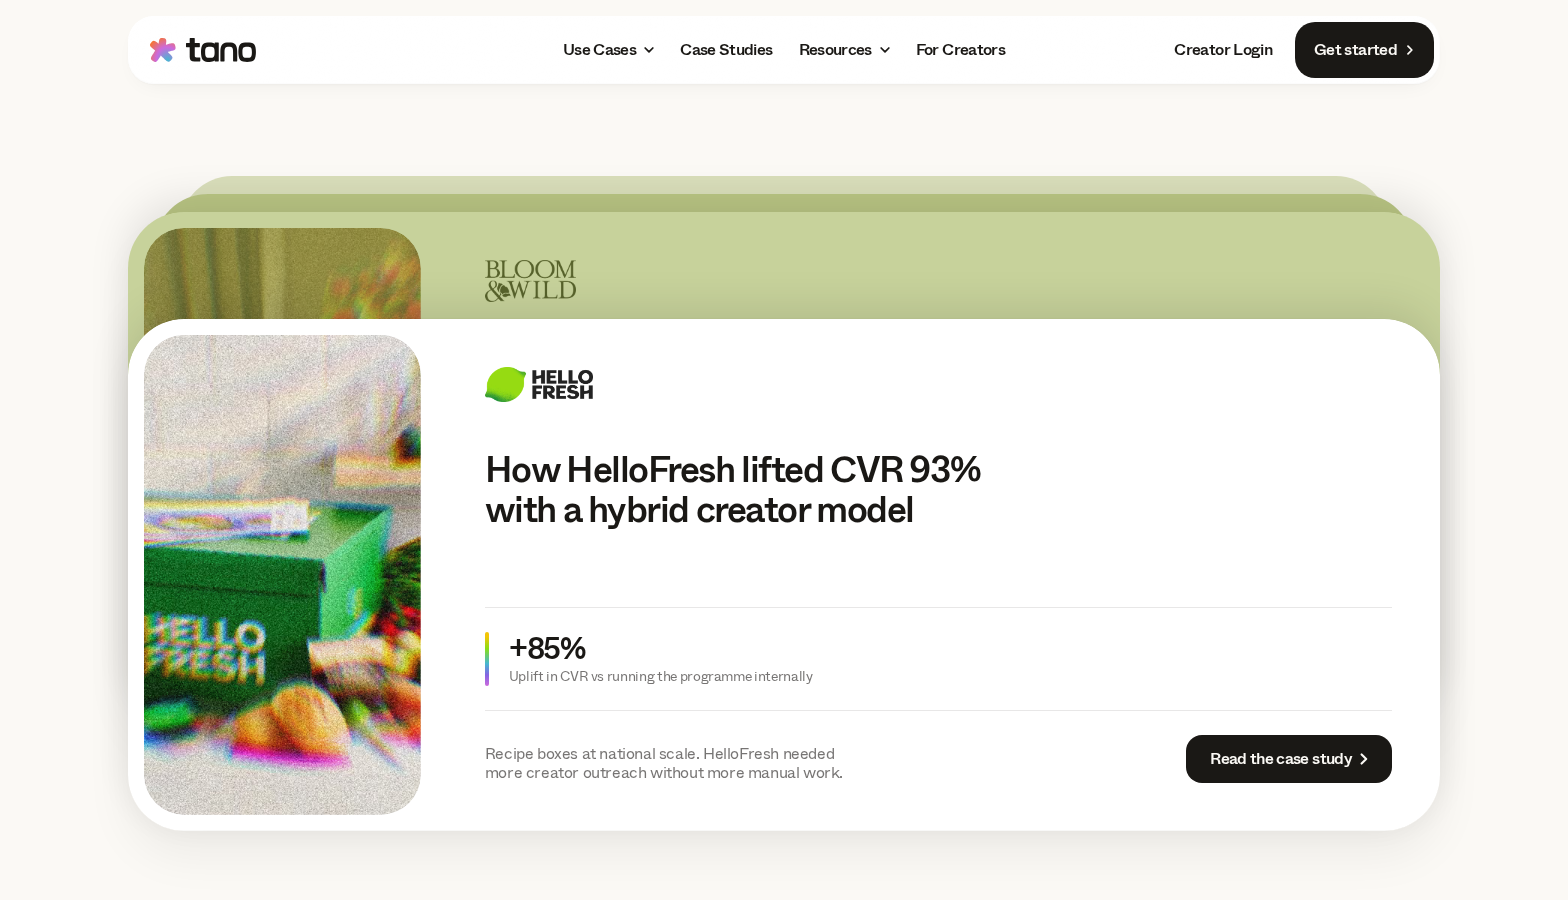 tano
Use Cases
Case Studies
Resources
For Creators
Creator Login
Get started
BLOOM
&WILD
HELLO
FRESH
How HelloFresh lifted CVR 93%
with a hybrid creator model
+85%
Uplift in CVR vs running the programme internally
HELLO
FRESH
Recipe boxes at national scale. HelloFresh needed
more creator outreach without more manual work.
Read the case study